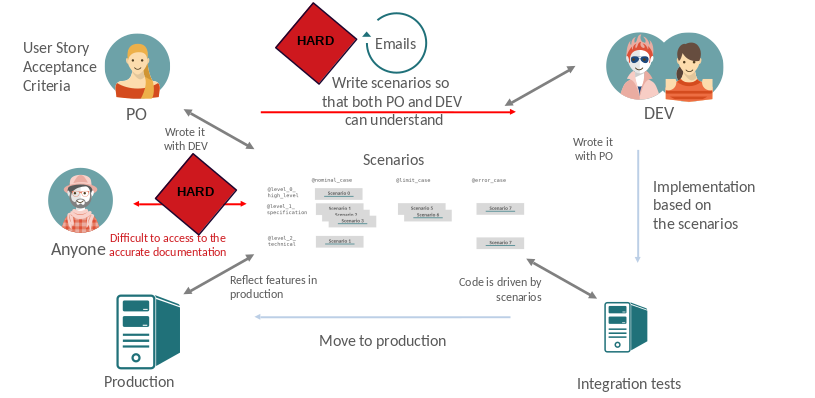 HARD
Emails
User Story
Acceptance
Criteria
Write scenarios so
that both PO and DEV
can understand
PO
DEV
Wrote it
with DEV
Wrote it
with PO
Scenarios
@nominal_case
@limit_case
@error_case
HARD
@level_0_
high_level
Scenario 0
Implementation
based on
the scenarios
@level_1_
specification
Scenario 1
Scenario 2
Scenario 3
Scenario 5
Scenario 6
Scenario 7
Anyone
Difficult to access to the
accurate documentation
@level_2_
technical
Scenario 1
Scenario 7
Reflect features in
production
Code is driven by
scenarios
Move to production
Production
Integration tests